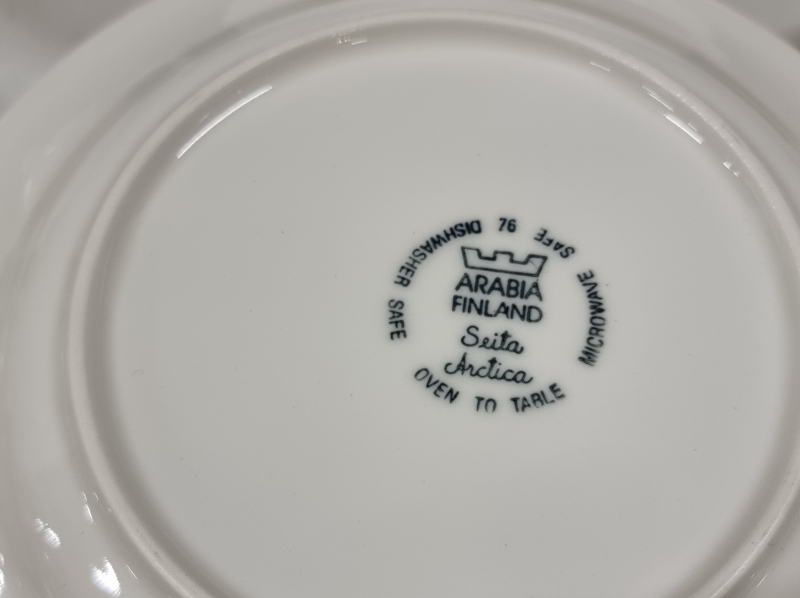 76
DISHWASHER SAFE
MICROWAVE SAFE
OVEN TO TABLE
ARABIA
FINLAND
Seita
Arctica